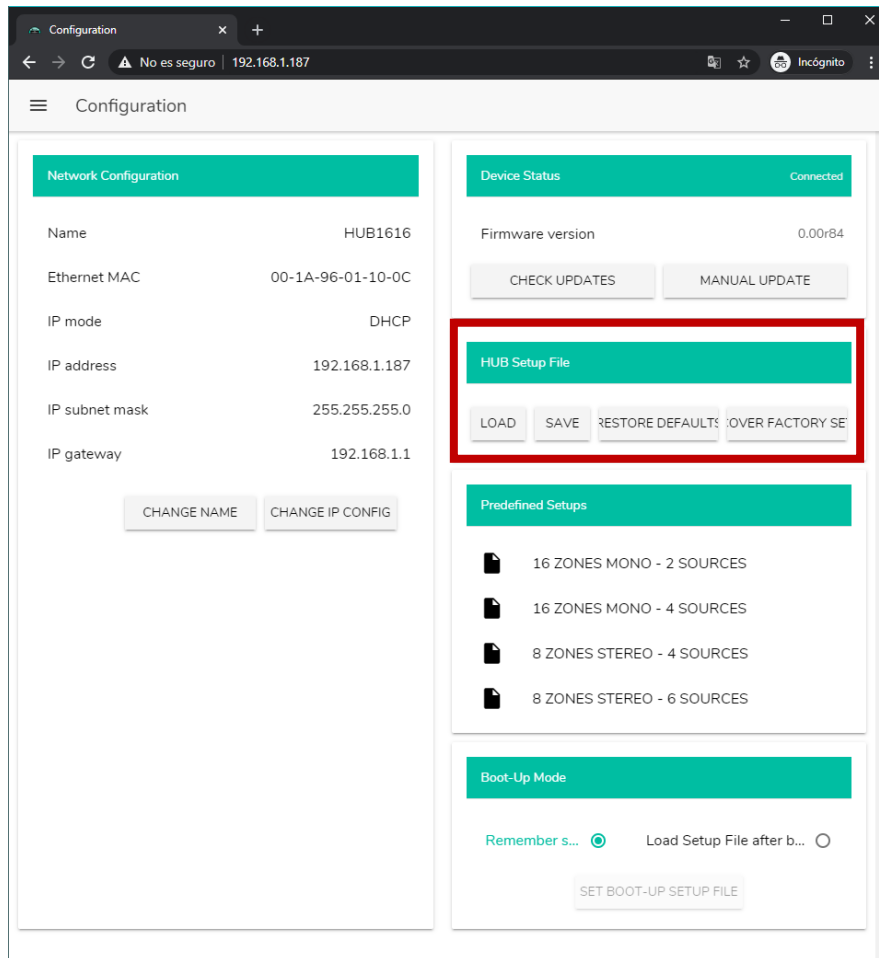 Configuration
No es seguro | 192.168.1.187
Incógnito
Configuration
Network Configuration
Name HUB1616
Ethernet MAC 00-1A-96-01-10-0C
IP mode DHCP
IP address 192.168.1.187
IP subnet mask 255.255.255.0
IP gateway 192.168.1.1
CHANGE NAME CHANGE IP CONFIG
Device Status Connected
Firmware version 0.00r84
CHECK UPDATES MANUAL UPDATE
HUB Setup File
LOAD SAVE RESTORE DEFAULTS COVER FACTORY SE
Predefined Setups
16 ZONES MONO - 2 SOURCES
16 ZONES MONO - 4 SOURCES
8 ZONES STEREO - 4 SOURCES
8 ZONES STEREO - 6 SOURCES
Boot-Up Mode
Remember s... Load Setup File after b...
SET BOOT-UP SETUP FILE